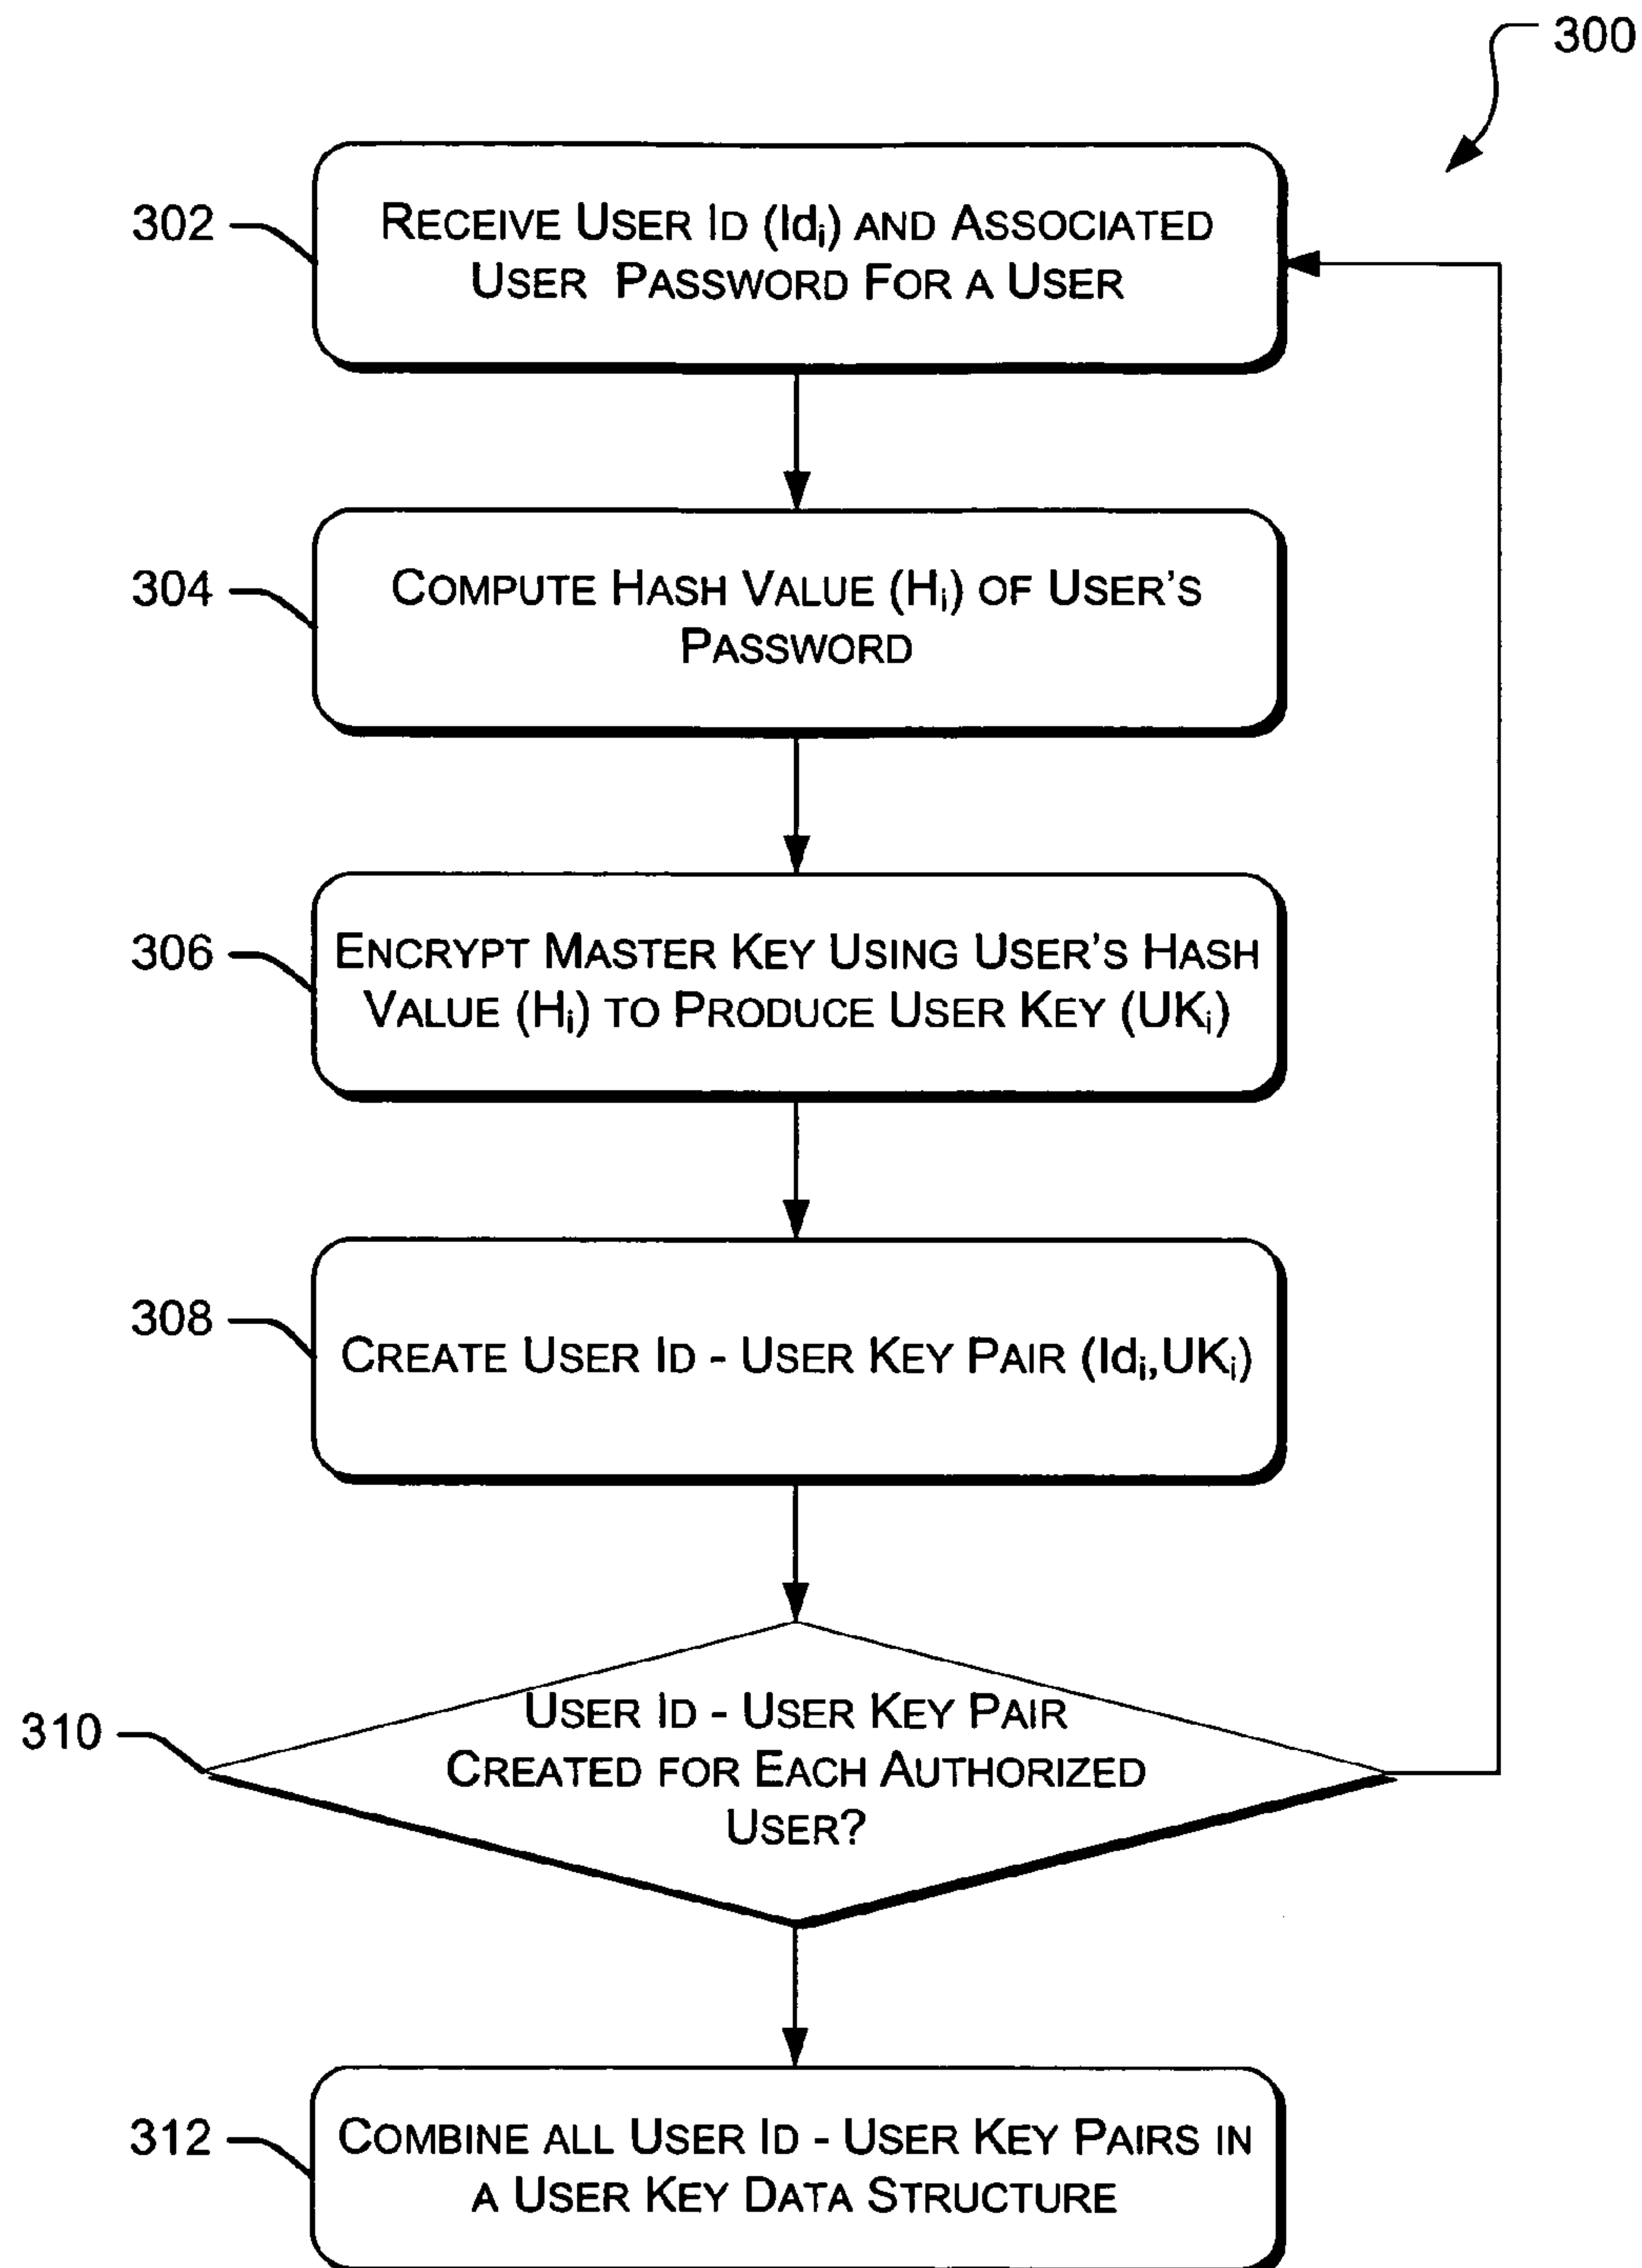 300
302
RECEIVE USER ID (Idi) AND ASSOCIATED
USER PASSWORD FOR A USER
304
COMPUTE HASH VALUE (Hi) OF USER'S
PASSWORD
306
ENCRYPT MASTER KEY USING USER'S HASH
VALUE (Hi) TO PRODUCE USER KEY (UKi)
308
CREATE USER ID - USER KEY PAIR (Idi,UKi)
310
USER ID - USER KEY PAIR
CREATED FOR EACH AUTHORIZED
USER?
312
COMBINE ALL USER ID - USER KEY PAIRS IN
A USER KEY DATA STRUCTURE